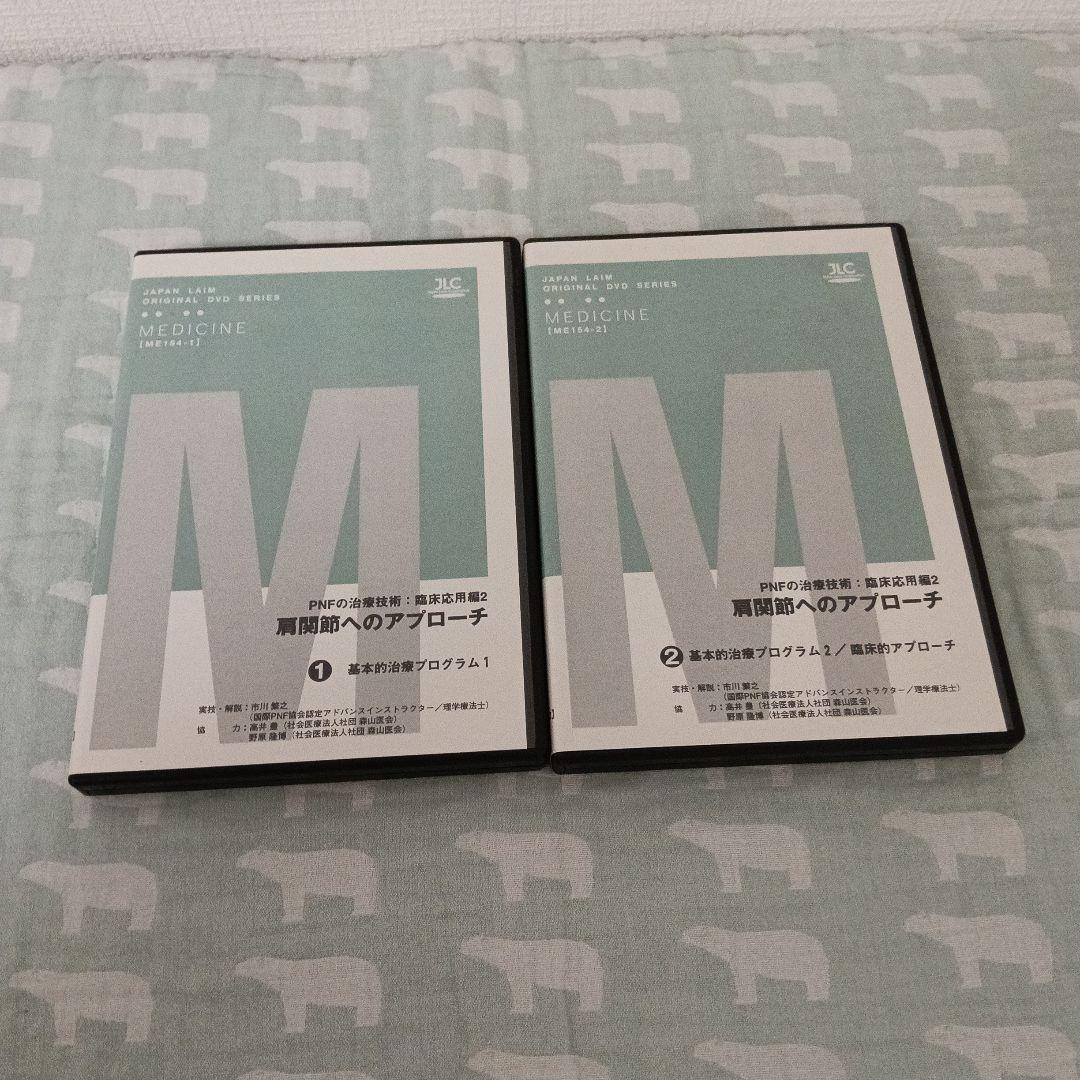 JAPAN LAIM
ORIGINAL DVD SERIES
JLC
MEDICINE
[ME154-1]
M
PNFの治療技術：臨床応用編2
肩関節へのアプローチ
1 基本的治療プログラム1
実技・解説：市川 繁之
（国際PNF協会認定アドバンスインストラクター／理学療法士）
協 力：高井 豊（社会医療法人社団 森山医会）
野原 隆博（社会医療法人社団 森山医会）
JAPAN LAIM
ORIGINAL DVD SERIES
JLC
MEDICINE
[ME154-2]
M
PNFの治療技術：臨床応用編2
肩関節へのアプローチ
2 基本的治療プログラム2／臨床的アプローチ
実技・解説：市川 繁之
（国際PNF協会認定アドバンスインストラクター／理学療法士）
協 力：高井 豊（社会医療法人社団 森山医会）
野原 隆博（社会医療法人社団 森山医会）